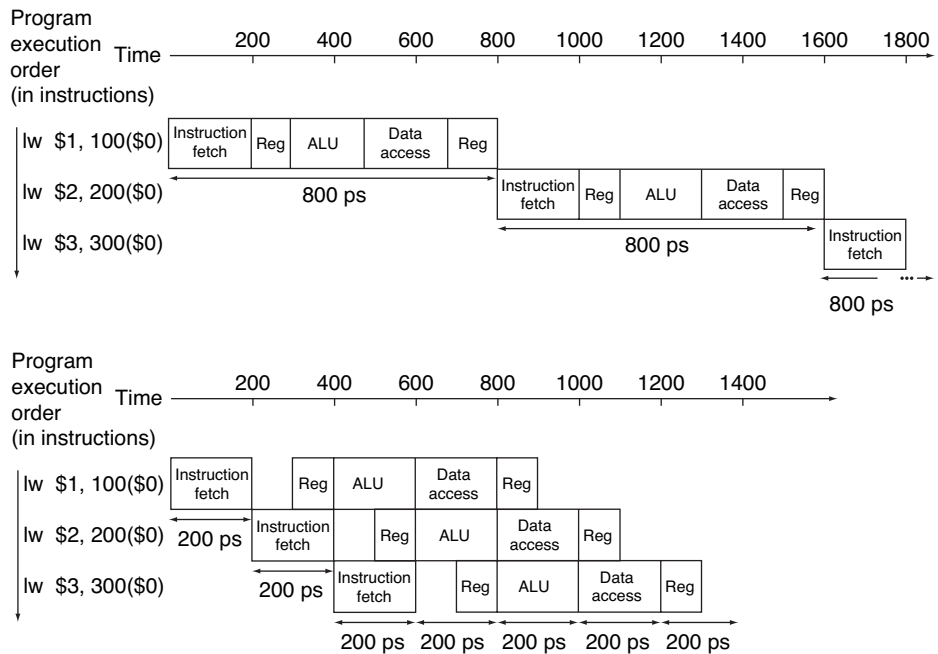 Program
execution
order
(in instructions)
Time
200 400 600 800 1000 1200 1400 1600 1800
lw $1, 100($0)
Instruction
fetch
Reg
ALU
Data
access
Reg
800 ps
lw $2, 200($0)
Instruction
fetch
Reg
ALU
Data
access
Reg
800 ps
lw $3, 300($0)
Instruction
fetch
...
800 ps
Program
execution
order
(in instructions)
Time
200 400 600 800 1000 1200 1400
lw $1, 100($0)
Instruction
fetch
Reg
ALU
Data
access
Reg
200 ps
lw $2, 200($0)
Instruction
fetch
Reg
ALU
Data
access
Reg
200 ps
lw $3, 300($0)
Instruction
fetch
Reg
ALU
Data
access
Reg
200 ps 200 ps 200 ps 200 ps 200 ps